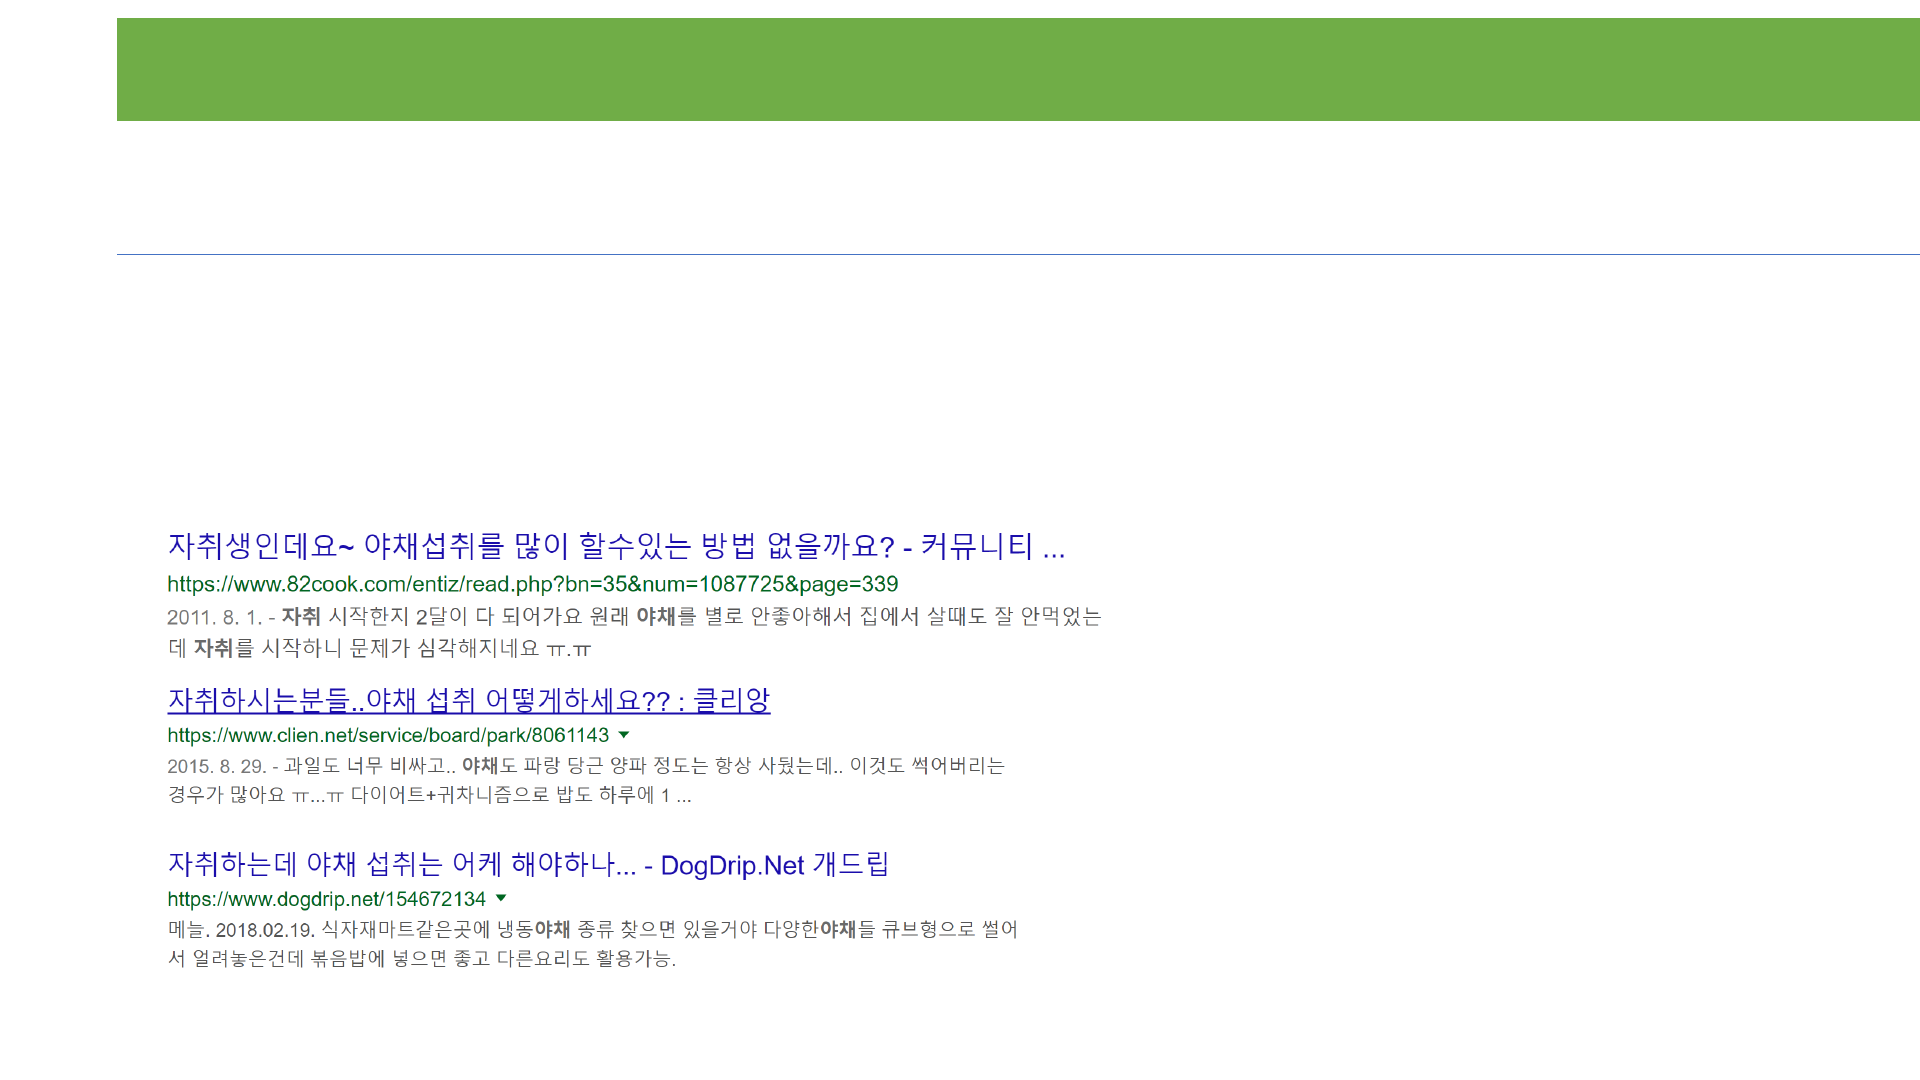 자취생인데요~ 야채섭취를 많이 할수있는 방법 없을까요? - 커뮤니티 ...
https://www.82cook.com/entiz/read.php?bn=35&num=1087725&page=339
2011. 8. 1. - 자취 시작한지 2달이 다 되어가요 원래 야채를 별로 안좋아해서 집에서 살때도 잘 안먹었는
데 자취를 시작하니 문제가 심각해지네요 ㅠ.ㅠ
자취하시는분들..야채 섭취 어떻게하세요?? : 클리앙
https://www.clien.net/service/board/park/8061143
2015. 8. 29. - 과일도 너무 비싸고.. 야채도 파랑 당근 양파 정도는 항상 사뒀는데.. 이것도 썩어버리는
경우가 많아요 ㅠ...ㅠ 다이어트+귀차니즘으로 밥도 하루에 1 ...
자취하는데 야채 섭취는 어케 해야하나... - DogDrip.Net 개드립
https://www.dogdrip.net/154672134
메늘. 2018.02.19. 식자재마트같은곳에 냉동야채 종류 찾으면 있을거야 다양한야채들 큐브형으로 썰어
서 얼려놓은건데 볶음밥에 넣으면 좋고 다른요리도 활용가능.